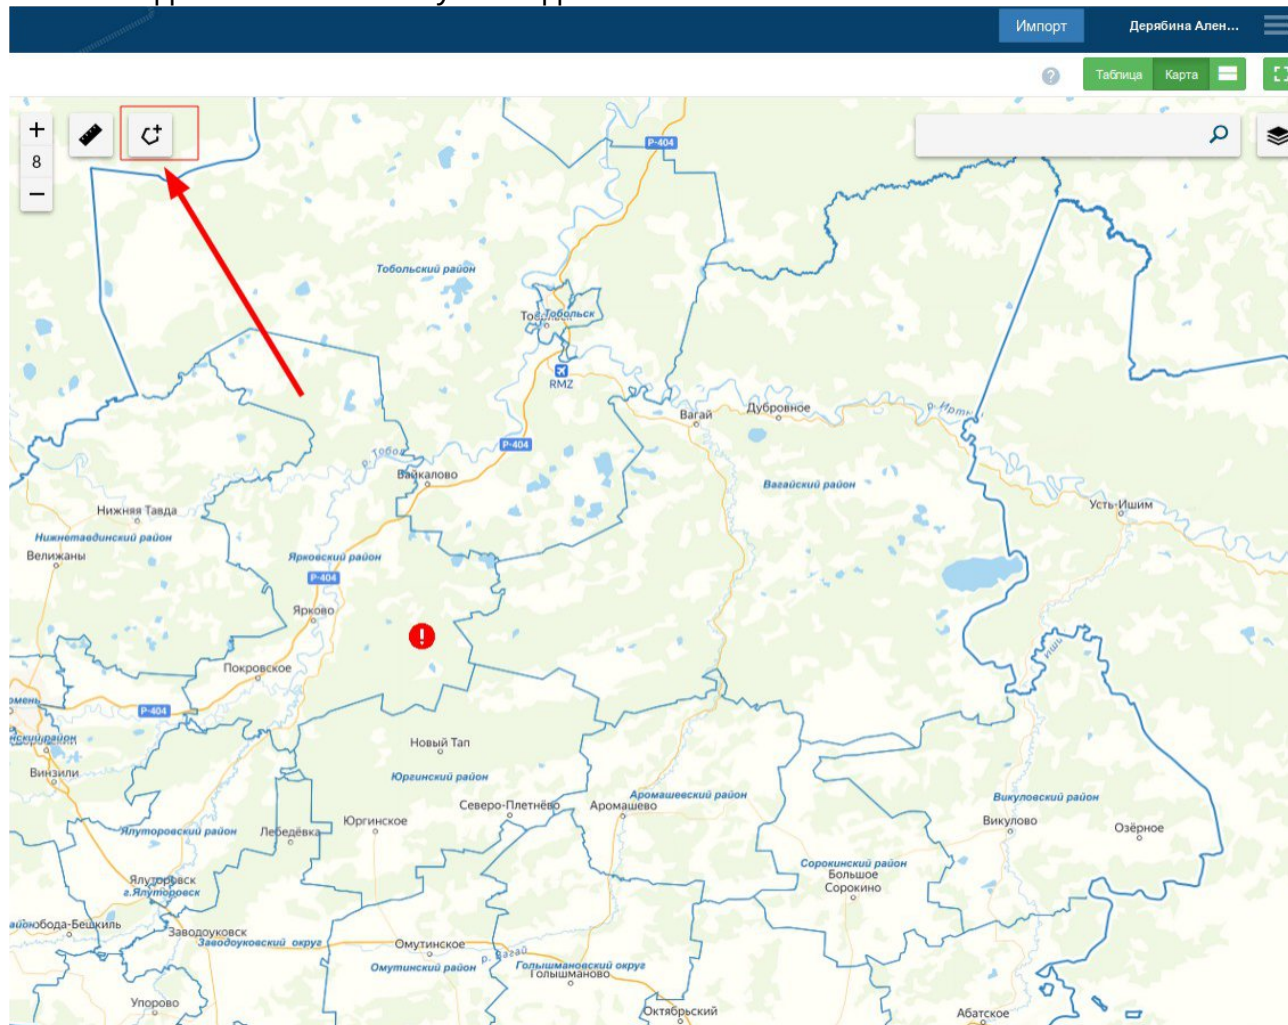 Импорт
Дерябина Ален...
Таблица
Карта
8
Р-404
Тобольский район
г.Тобольск
RMZ
Вагай
Дубровное
Р-404
Байкалово
Вагайский район
Усть-Ишим
Нижняя Тавда
Нижнетавдинский район
Велижаны
Ярковский район
Р-404
Ярково
Покровское
Р-404
Новый Тап
Винзили
Юргинский район
Северо-Плетнёво
Аромашево
Аромашевский район
Викуловский район
Викулово
Озёрное
Ялуторовский район
Лебедёвка
Юргинское
Сорокинский район
Большое
Сорокино
Ялуторовск
г.Ялуторовск
Заводоуковск
Заводоуковский округ
Омутинское
р. Вагай
Омутинский район
Голышмановский округ
Голышманово
Упорово
Октябрьский
Абатское